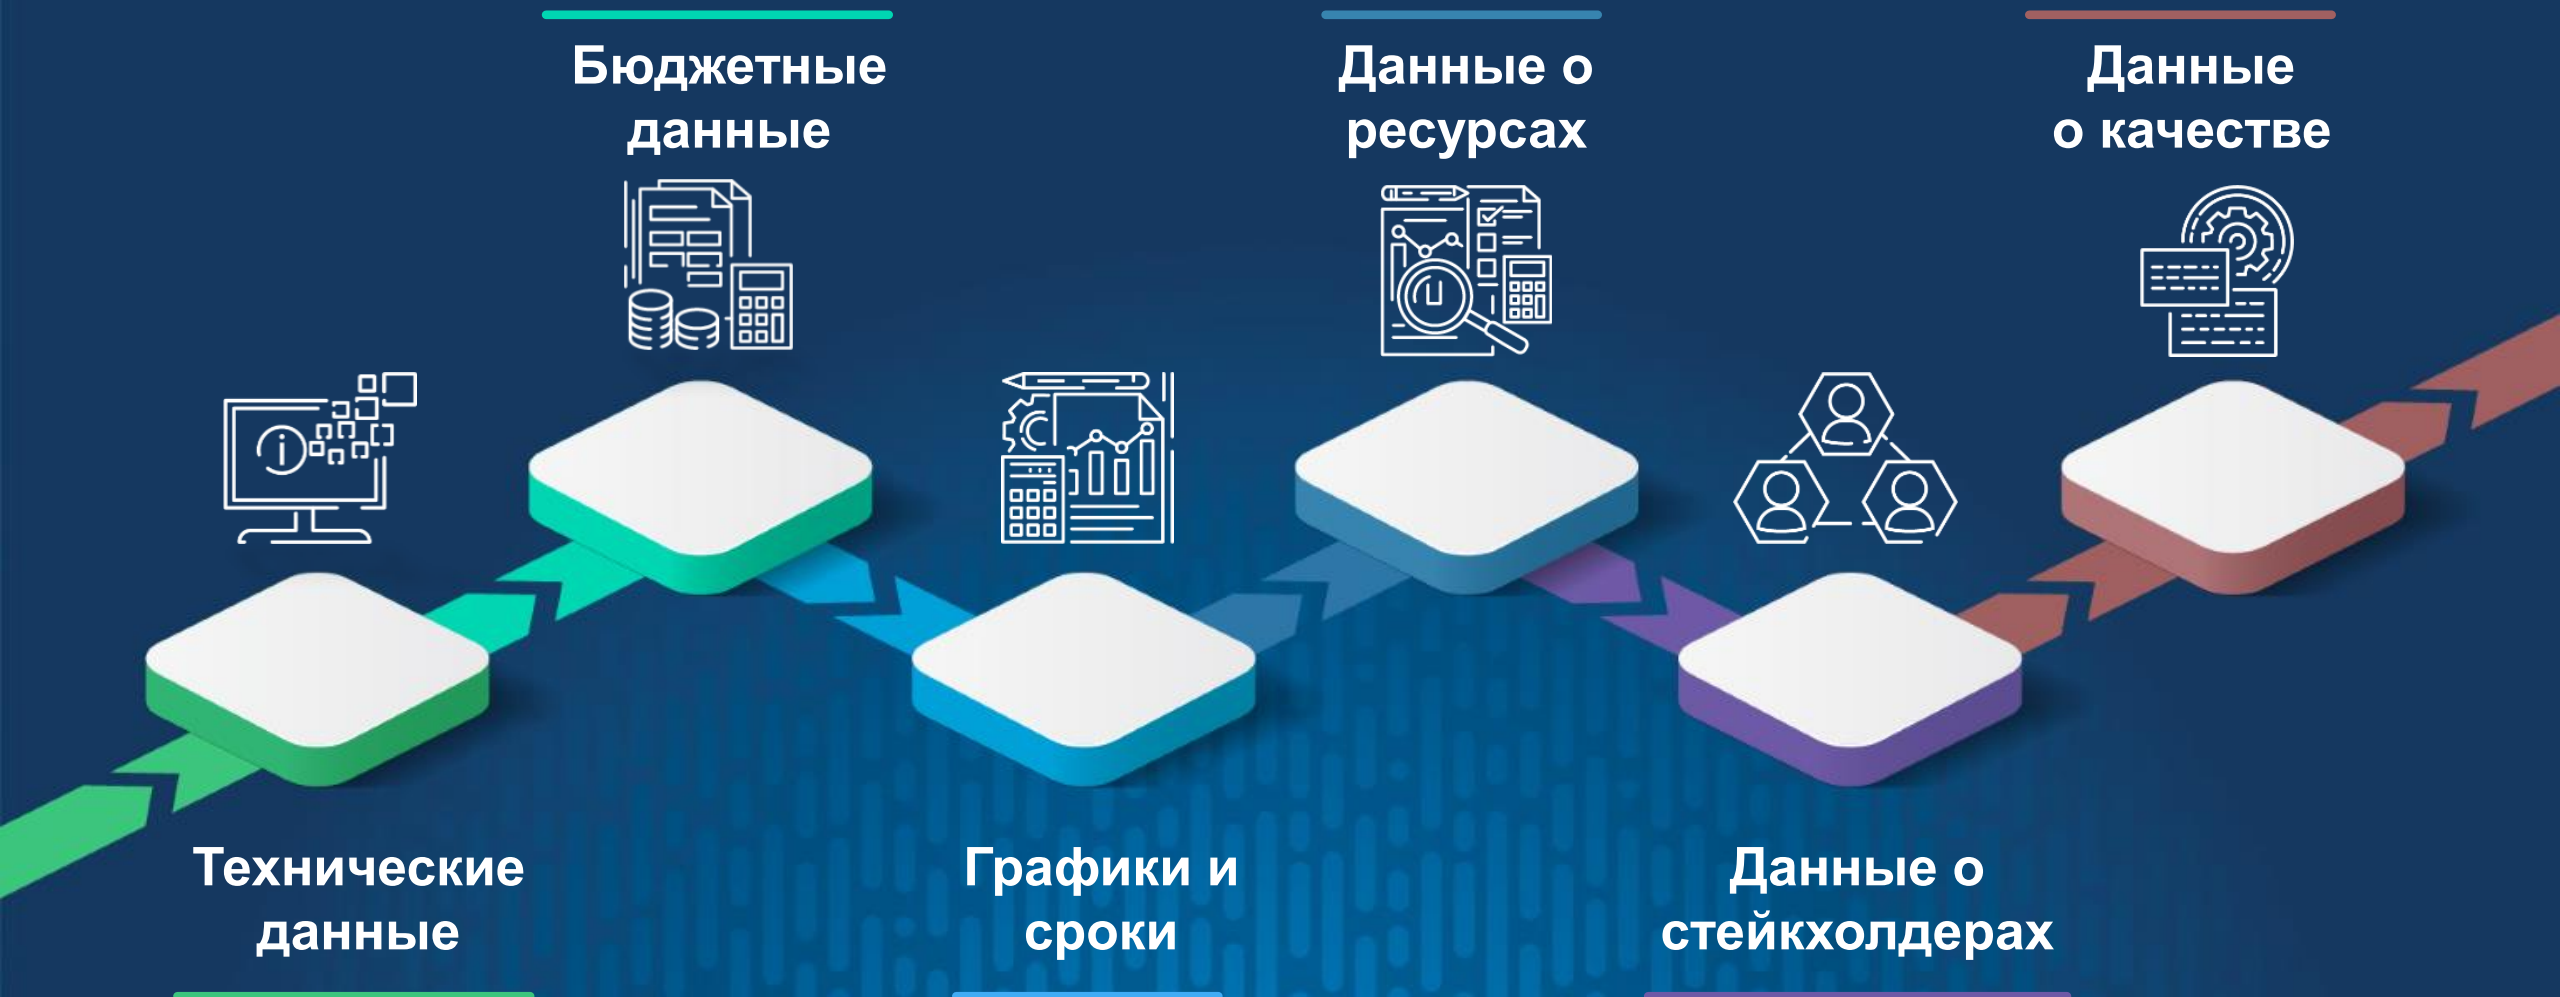 Бюджетные
данные
Данные о
ресурсах
Данные
о качестве
Технические
данные
Графики и
сроки
Данные о
стейкхолдерах